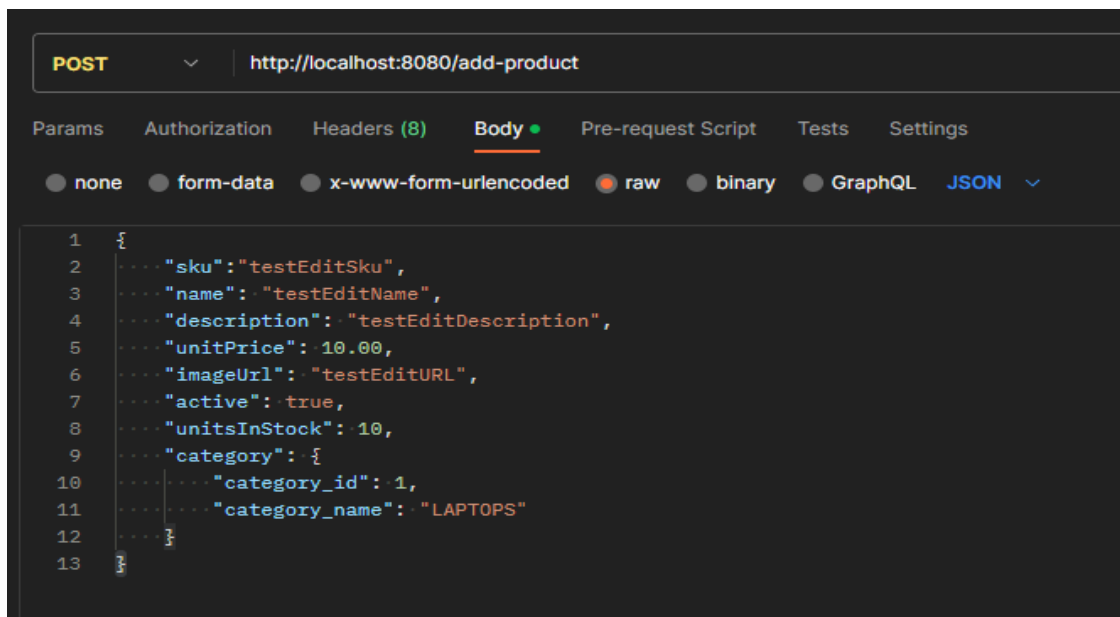 POST http://localhost:8080/add-product
Params Authorization Headers (8) Body Pre-request Script Tests Settings
none form-data x-www-form-urlencoded raw binary GraphQL JSON
1 {
2 "sku":"testEditSku",
3 "name": "testEditName",
4 "description": "testEditDescription",
5 "unitPrice": 10.00,
6 "imageUrl": "testEditURL",
7 "active": true,
8 "unitsInStock": 10,
9 "category": {
10 "category_id": 1,
11 "category_name": "LAPTOPS"
12 }
13 }